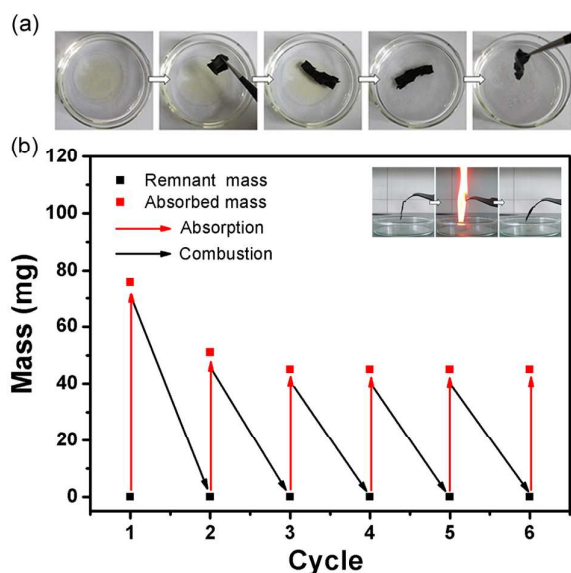 (a)
(b)
120
100
80
60
40
20
0
Mass (mg)
Remnant mass
Absorbed mass
Absorption
Combustion
1 2 3 4 5 6
Cycle